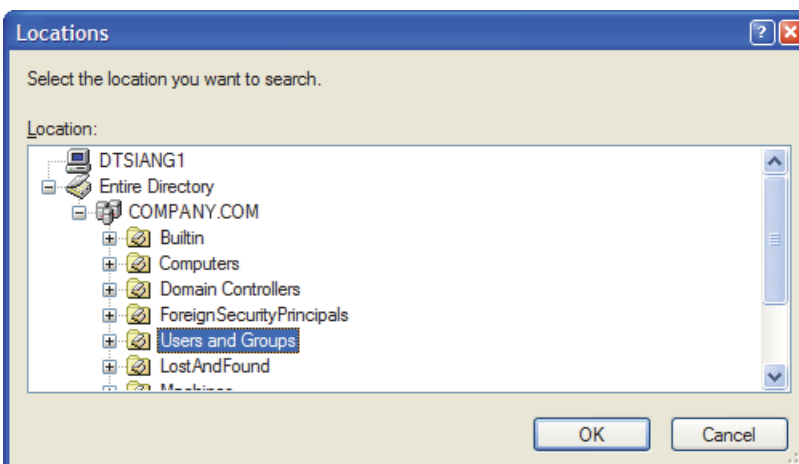 Locations
Select the location you want to search.
Location:
DTSIANG1
Entire Directory
COMPANY.COM
Builtin
Computers
Domain Controllers
ForeignSecurityPrincipals
Users and Groups
LostAndFound
OK Cancel